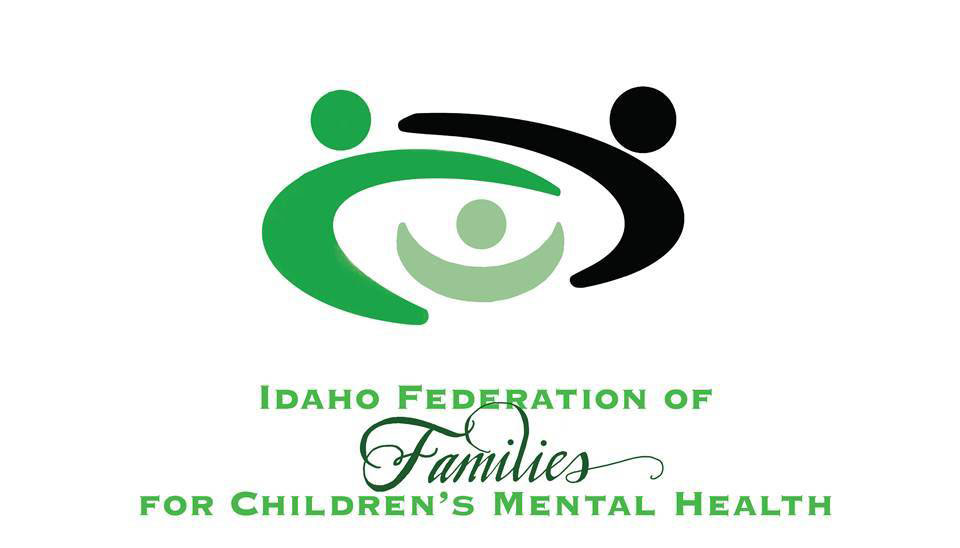 Idaho Federation of
Families
for Children’s Mental Health